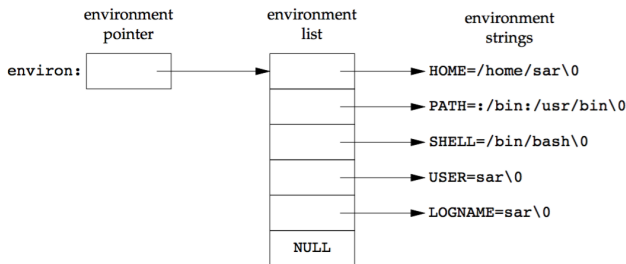 environment
pointer
environment
list
environment
strings
environ:
HOME=/home/sar\0
PATH=:/bin:/usr/bin\0
SHELL=/bin/bash\0
USER=sar\0
LOGNAME=sar\0
NULL